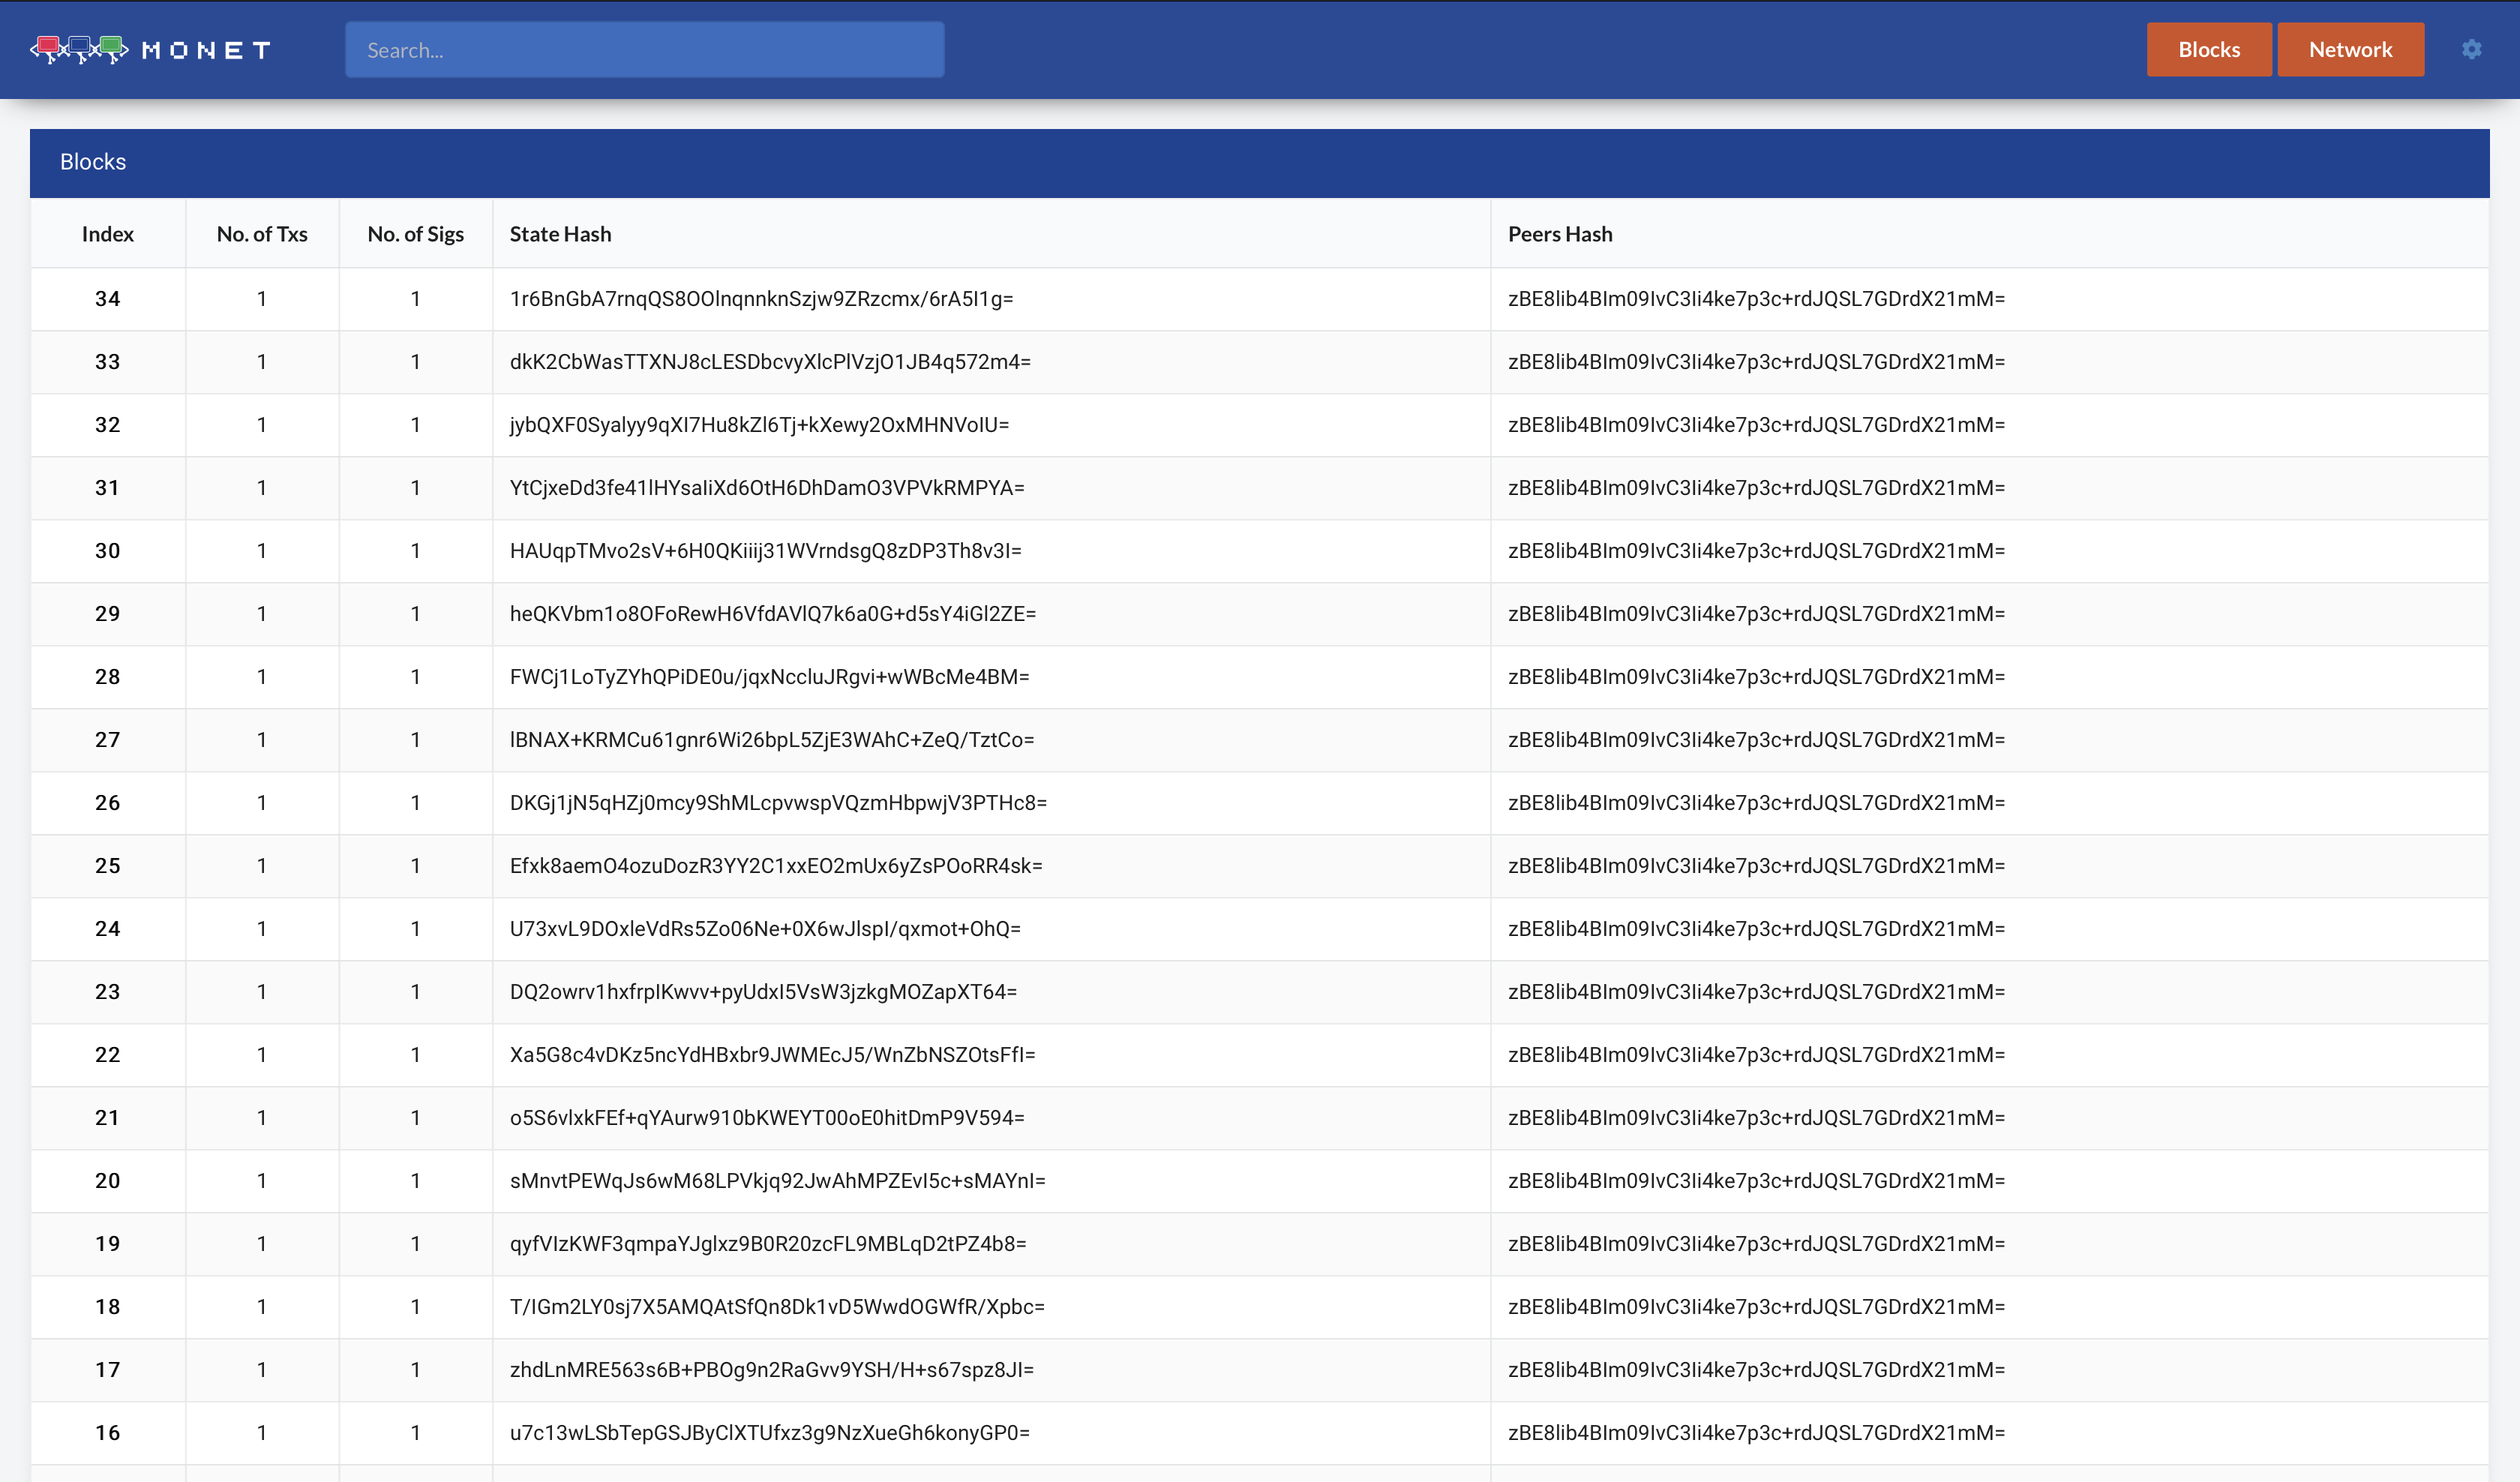 MONET
Search...
Blocks
Network
Blocks
Index No. of Txs No. of Sigs State Hash Peers Hash
34 1 1 1r6BnGbA7rnqQS8OOlnqnnknSzjw9ZRzcmx/6rA5I1g= zBE8lib4BIm09IvC3Ii4ke7p3c+rdJQSL7GDrdX21mM=
33 1 1 dkK2CbWasTTXNJ8cLESDbcvyXlcPlVzjO1JB4q572m4= zBE8lib4BIm09IvC3Ii4ke7p3c+rdJQSL7GDrdX21mM=
32 1 1 jybQXF0Syalyy9qXI7Hu8kZl6Tj+kXewy2OxMHNVoIU= zBE8lib4BIm09IvC3Ii4ke7p3c+rdJQSL7GDrdX21mM=
31 1 1 YtCjxeDd3fe41lHYsaIiXd6OtH6DhDamO3VPVkRMPYA= zBE8lib4BIm09IvC3Ii4ke7p3c+rdJQSL7GDrdX21mM=
30 1 1 HAUqpTMvo2sV+6H0QKiiij31WVrndsgQ8zDP3Th8v3I= zBE8lib4BIm09IvC3Ii4ke7p3c+rdJQSL7GDrdX21mM=
29 1 1 heQKVbm1o8OFoRewH6VfdAVlQ7k6a0G+d5sY4iGl2ZE= zBE8lib4BIm09IvC3Ii4ke7p3c+rdJQSL7GDrdX21mM=
28 1 1 FWCj1LoTyZYhQPiDE0u/jqxNccluJRgvi+wWBcMe4BM= zBE8lib4BIm09IvC3Ii4ke7p3c+rdJQSL7GDrdX21mM=
27 1 1 lBNAX+KRMCu61gnr6Wi26bpL5ZjE3WAhC+ZeQ/TztCo= zBE8lib4BIm09IvC3Ii4ke7p3c+rdJQSL7GDrdX21mM=
26 1 1 DKGj1jN5qHZj0mcy9ShMLcpvwspVQzmHbpwjV3PTHc8= zBE8lib4BIm09IvC3Ii4ke7p3c+rdJQSL7GDrdX21mM=
25 1 1 Efxk8aemO4ozuDozR3YY2C1xxEO2mUx6yZsPOoRR4sk= zBE8lib4BIm09IvC3Ii4ke7p3c+rdJQSL7GDrdX21mM=
24 1 1 U73xvL9DOxleVdRs5Zo06Ne+0X6wJlspI/qxmot+OhQ= zBE8lib4BIm09IvC3Ii4ke7p3c+rdJQSL7GDrdX21mM=
23 1 1 DQ2owrv1hxfrpIKwvv+pyUdxI5VsW3jzkgMOZapXT64= zBE8lib4BIm09IvC3Ii4ke7p3c+rdJQSL7GDrdX21mM=
22 1 1 Xa5G8c4vDKz5ncYdHBxbr9JWMEcJ5/WnZbNSZOtsFfI= zBE8lib4BIm09IvC3Ii4ke7p3c+rdJQSL7GDrdX21mM=
21 1 1 o5S6vlxkFEf+qYAurw910bKWEYT00oE0hitDmP9V594= zBE8lib4BIm09IvC3Ii4ke7p3c+rdJQSL7GDrdX21mM=
20 1 1 sMnvtPEWqJs6wM68LPVkjq92JwAhMPZEvI5c+sMAYnI= zBE8lib4BIm09IvC3Ii4ke7p3c+rdJQSL7GDrdX21mM=
19 1 1 qyfVIzKWF3qmpaYJglxz9B0R20zcFL9MBLqD2tPZ4b8= zBE8lib4BIm09IvC3Ii4ke7p3c+rdJQSL7GDrdX21mM=
18 1 1 T/IGm2LY0sj7X5AMQAtSfQn8Dk1vD5WwdOGWfR/Xpbc= zBE8lib4BIm09IvC3Ii4ke7p3c+rdJQSL7GDrdX21mM=
17 1 1 zhdLnMRE563s6B+PBOg9n2RaGvv9YSH/H+s67spz8JI= zBE8lib4BIm09IvC3Ii4ke7p3c+rdJQSL7GDrdX21mM=
16 1 1 u7c13wLSbTepGSJByClXTUfxz3g9NzXueGh6konyGP0= zBE8lib4BIm09IvC3Ii4ke7p3c+rdJQSL7GDrdX21mM=